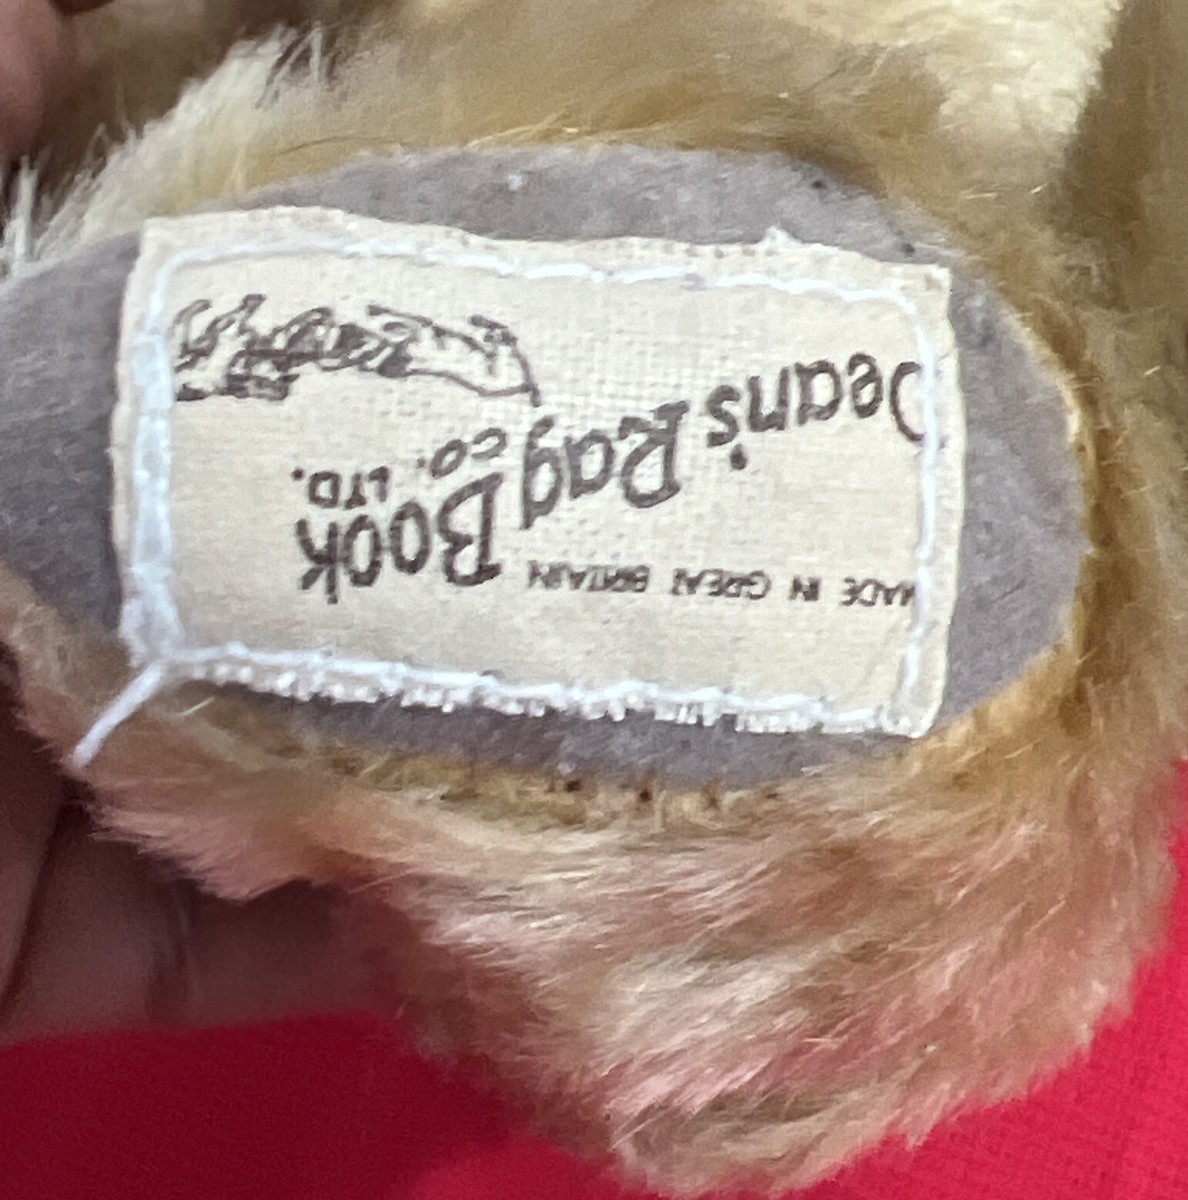 MADE IN GREAT BRITAIN
Dean's Rag Book
CO. LTD.